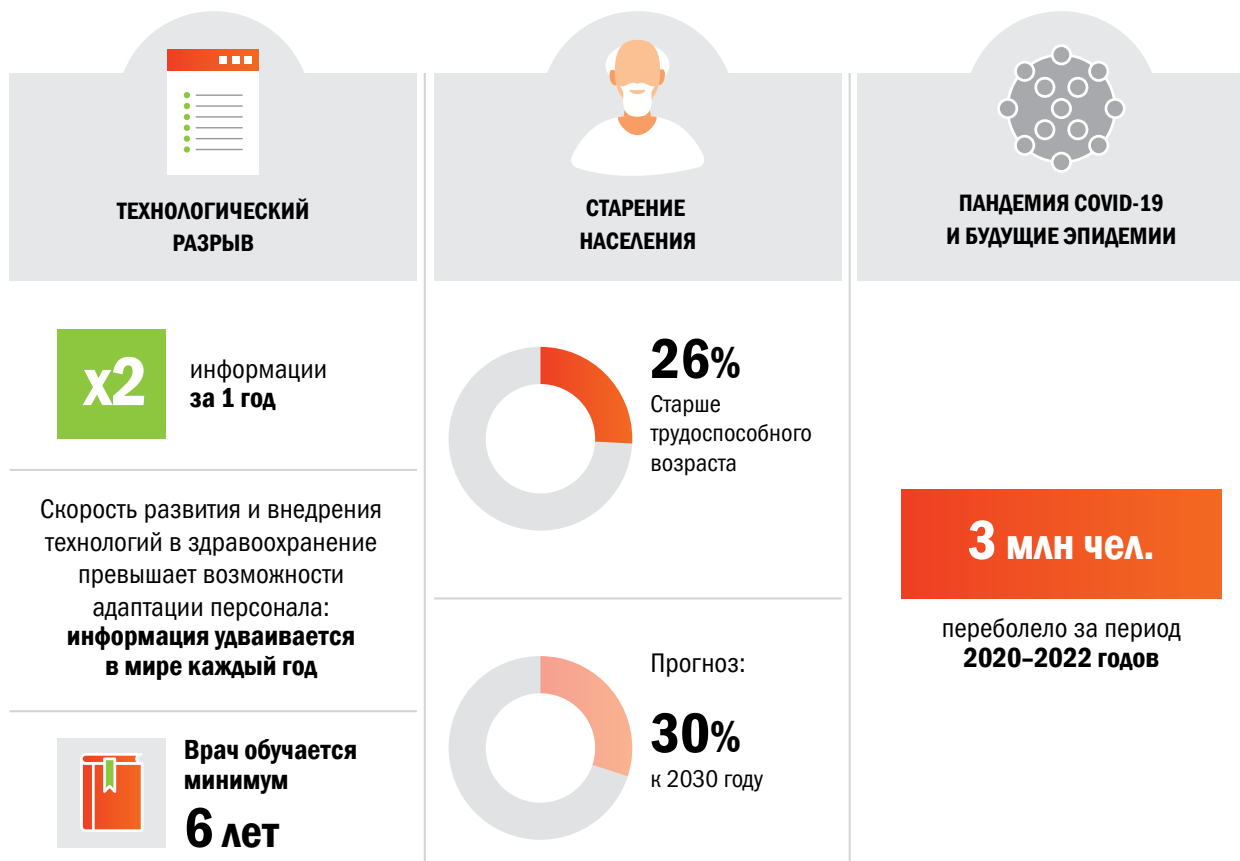 ТЕХНОЛОГИЧЕСКИЙ
РАЗРЫВ
x2
информации
за 1 год
Скорость развития и внедрения
технологий в здравоохранение
превышает возможности
адаптации персонала:
информация удваивается
в мире каждый год
Врач обучается
минимум
6 лет
СТАРЕНИЕ
НАСЕЛЕНИЯ
26%
Старше
трудоспособного
возраста
Прогноз:
30%
к 2030 году
ПАНДЕМИЯ COVID-19
И БУДУЩИЕ ЭПИДЕМИИ
3 млн чел.
переболело за период
2020–2022 годов